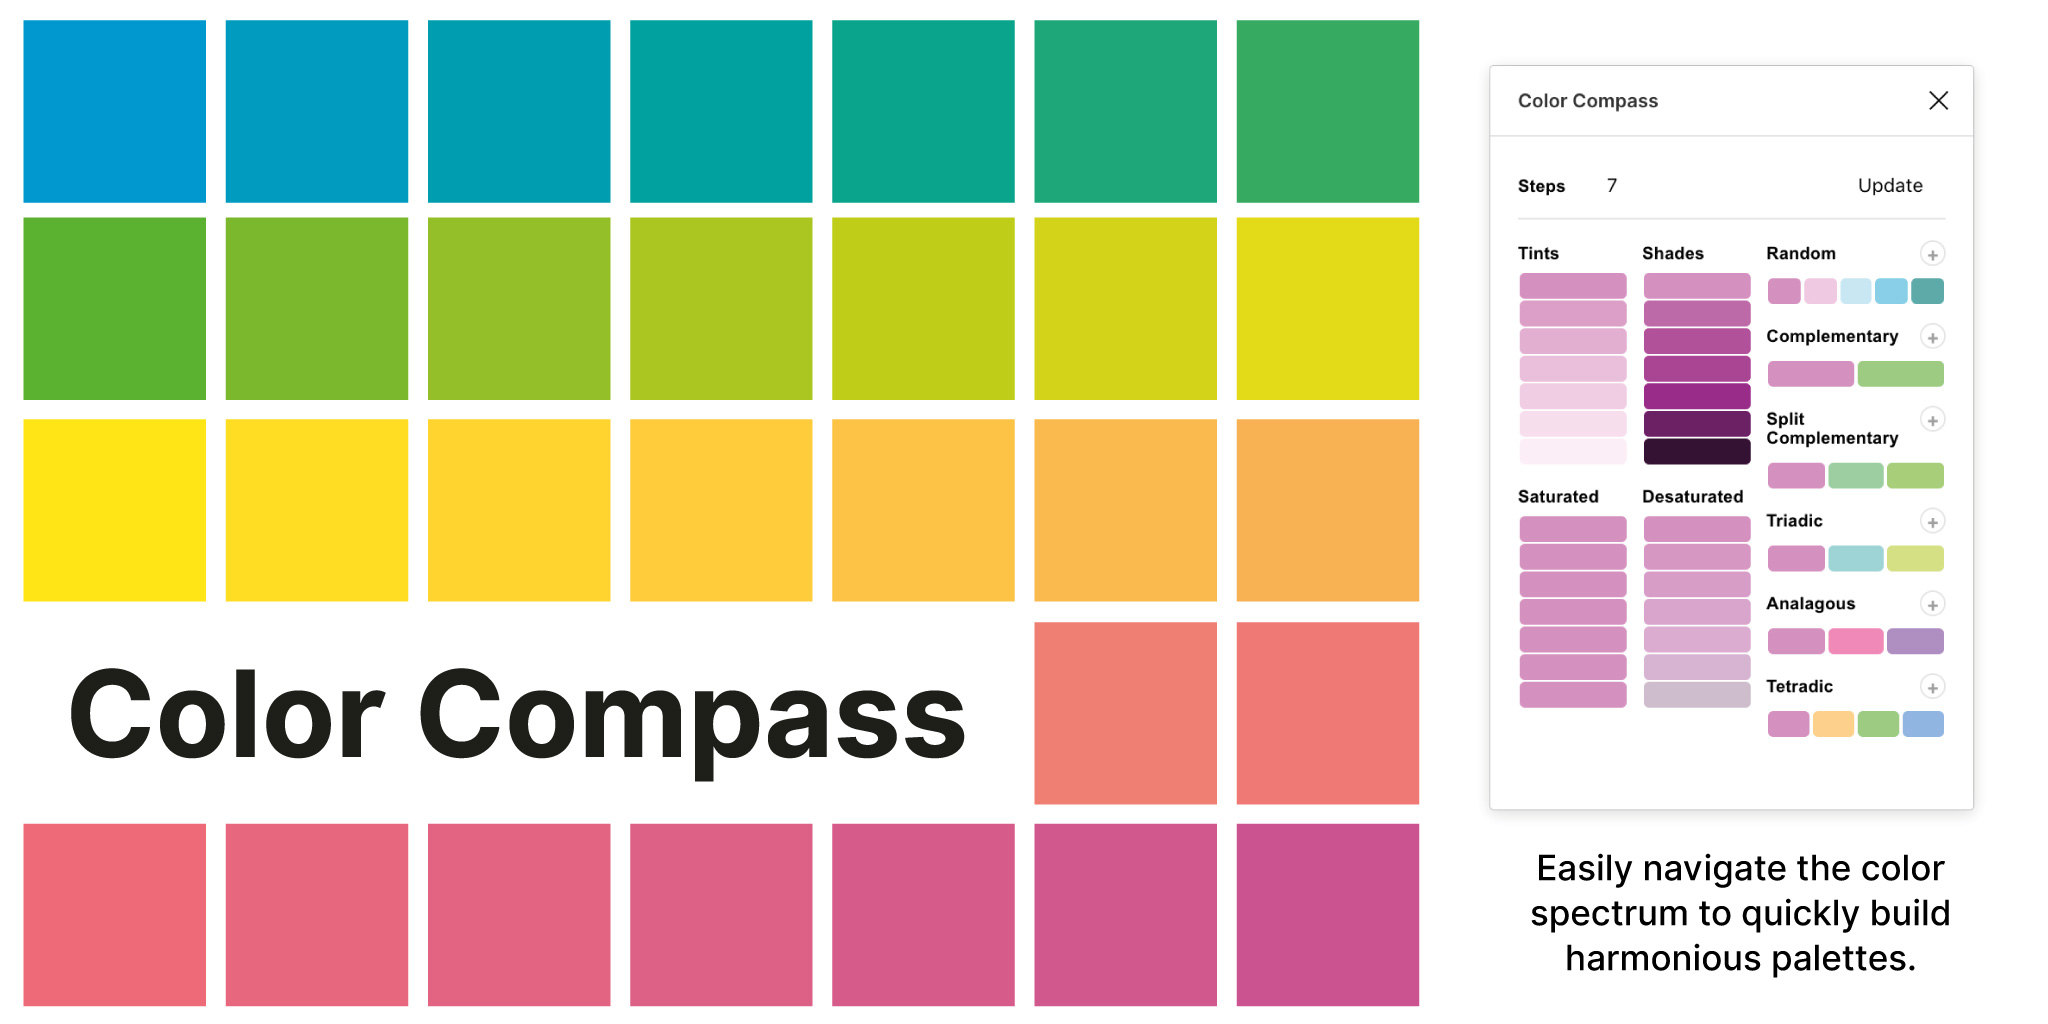 Color Compass
Color Compass
Steps 7 Update
Tints
Shades
Saturated
Desaturated
Random
Complementary
Split
Complementary
Triadic
Analagous
Tetradic
Easily navigate the color
spectrum to quickly build
harmonious palettes.